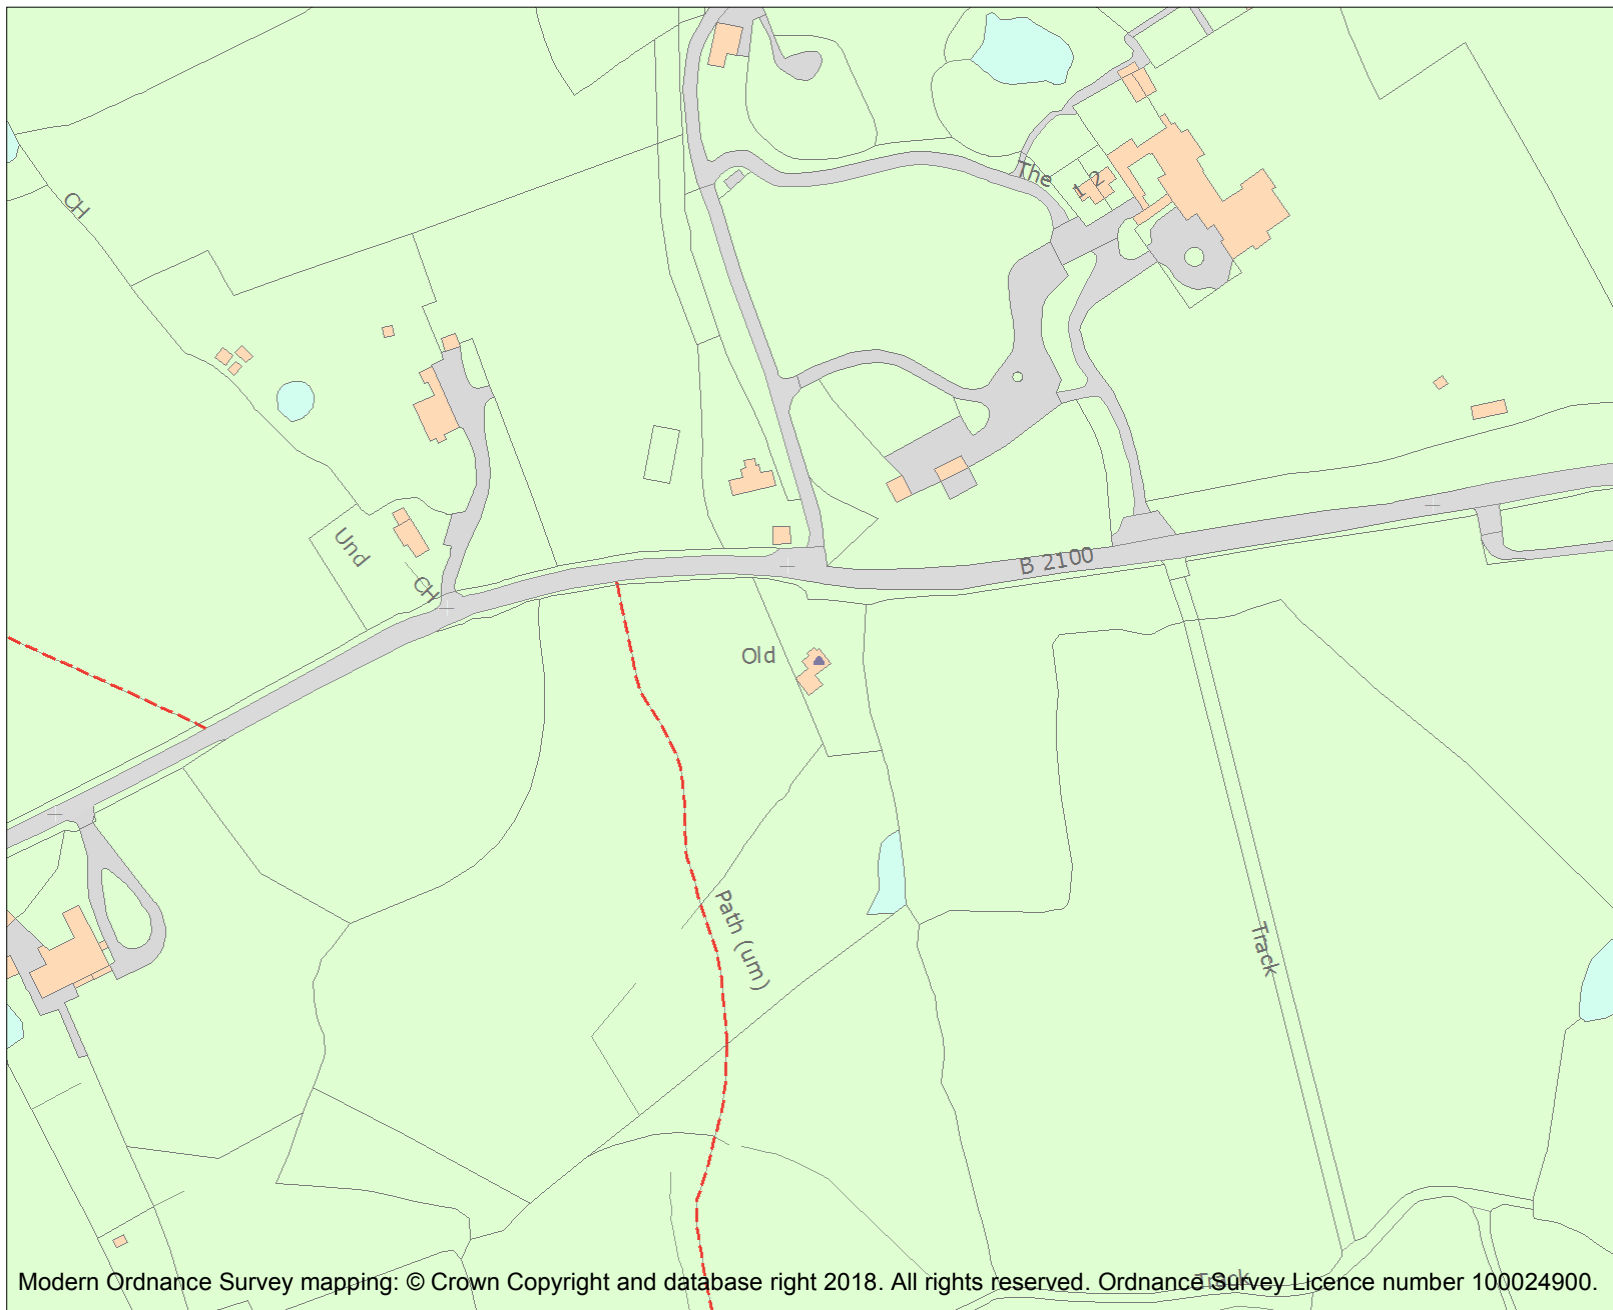 The
1 2
CH
Und
CH
B 2100
Old
Path (um)
Track
Track
Modern Ordnance Survey mapping: © Crown Copyright and database right 2018. All rights reserved. Ordnance Survey Licence number 100024900.